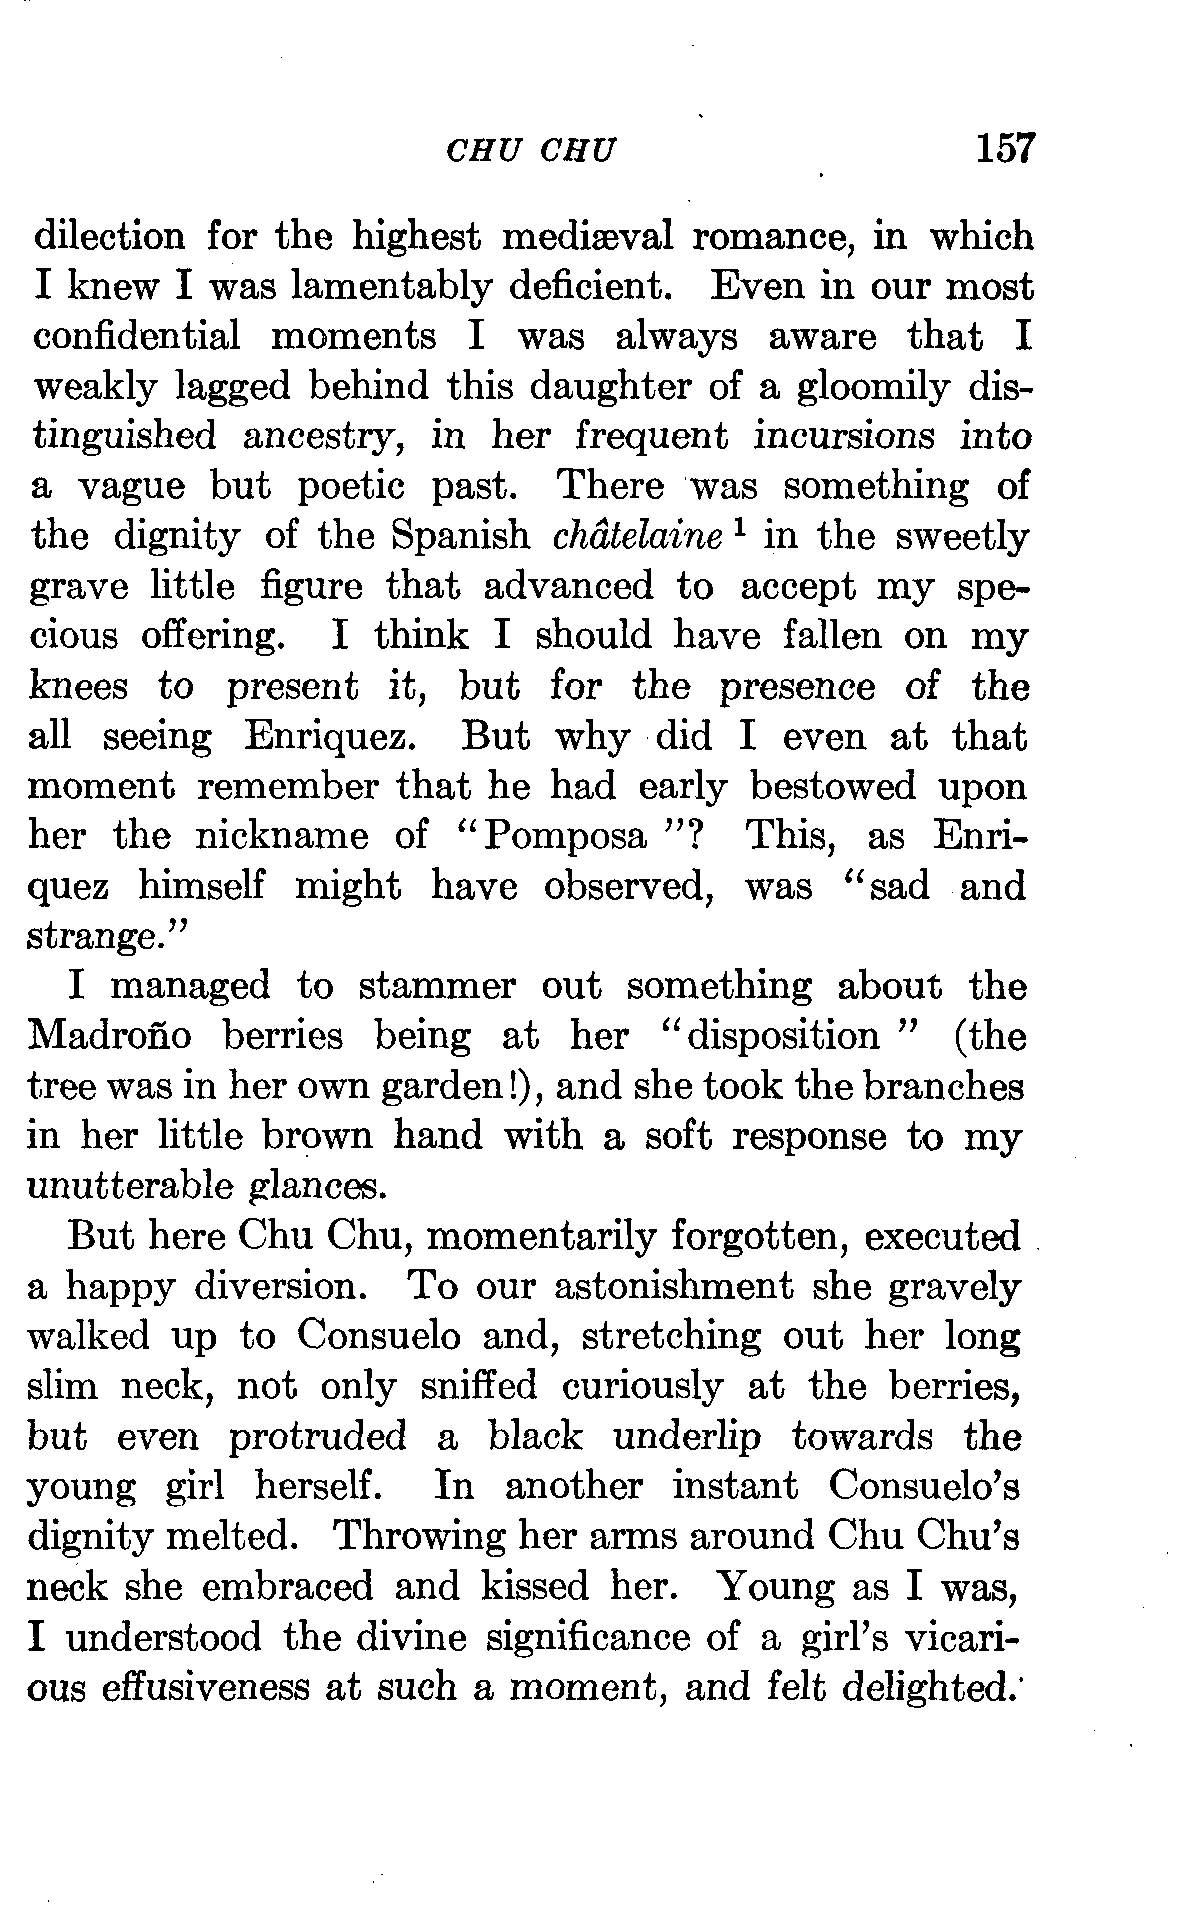 CHU CHU 157
dilection for the highest mediæval romance, in which
I knew I was lamentably deficient. Even in our most
confidential moments I was always aware that I
weakly lagged behind this daughter of a gloomily dis-
tinguished ancestry, in her frequent incursions into
a vague but poetic past. There was something of
the dignity of the Spanish châtelaine ¹ in the sweetly
grave little figure that advanced to accept my spe-
cious offering. I think I should have fallen on my
knees to present it, but for the presence of the
all seeing Enriquez. But why did I even at that
moment remember that he had early bestowed upon
her the nickname of “Pomposa”? This, as Enri-
quez himself might have observed, was “sad and
strange.”
I managed to stammer out something about the
Madroño berries being at her “disposition” (the
tree was in her own garden!), and she took the branches
in her little brown hand with a soft response to my
unutterable glances.
But here Chu Chu, momentarily forgotten, executed
a happy diversion. To our astonishment she gravely
walked up to Consuelo and, stretching out her long
slim neck, not only sniffed curiously at the berries,
but even protruded a black underlip towards the
young girl herself. In another instant Consuelo’s
dignity melted. Throwing her arms around Chu Chu’s
neck she embraced and kissed her. Young as I was,
I understood the divine significance of a girl’s vicari-
ous effusiveness at such a moment, and felt delighted.